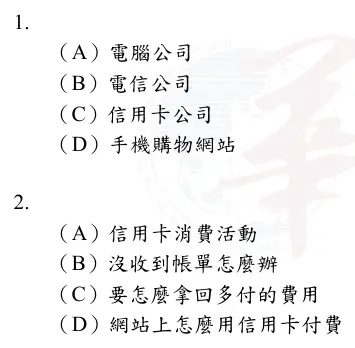 1.
（A）電腦公司
（B）電信公司
（C）信用卡公司
（D）手機購物網站
2.
（A）信用卡消費活動
（B）沒收到帳單怎麼辦
（C）要怎麼拿回多付的費用
（D）網站上怎麼用信用卡付費